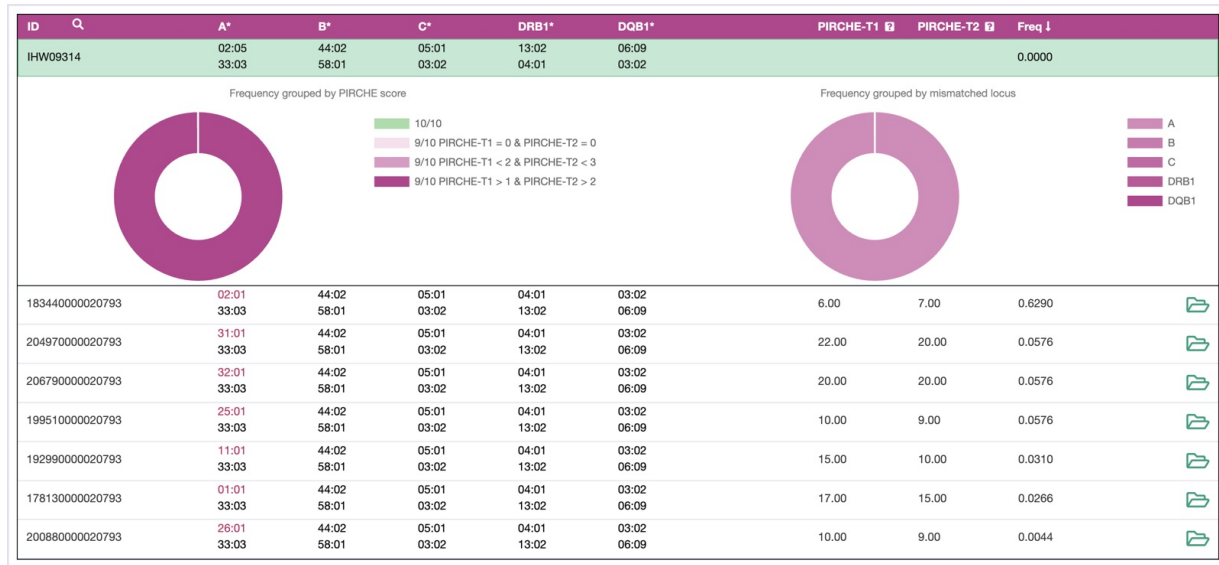 ID A* B* C* DRB1* DQB1* PIRCHE-T1 ? PIRCHE-T2 ? Freq ↓
IHW09314 02:05 44:02 05:01 13:02 06:09 0.0000
33:03 58:01 03:02 04:01 03:02
Frequency grouped by PIRCHE score
10/10
9/10 PIRCHE-T1 = 0 & PIRCHE-T2 = 0
9/10 PIRCHE-T1 < 2 & PIRCHE-T2 < 3
9/10 PIRCHE-T1 > 1 & PIRCHE-T2 > 2
Frequency grouped by mismatched locus
A
B
C
DRB1
DQB1
183440000020793 02:01 44:02 05:01 04:01 03:02 6.00 7.00 0.6290
33:03 58:01 03:02 13:02 06:09
204970000020793 31:01 44:02 05:01 04:01 03:02 22.00 20.00 0.0576
33:03 58:01 03:02 13:02 06:09
206790000020793 32:01 44:02 05:01 04:01 03:02 20.00 20.00 0.0576
33:03 58:01 03:02 13:02 06:09
199510000020793 25:01 44:02 05:01 04:01 03:02 10.00 9.00 0.0576
33:03 58:01 03:02 13:02 06:09
192990000020793 11:01 44:02 05:01 04:01 03:02 15.00 10.00 0.0310
33:03 58:01 03:02 13:02 06:09
178130000020793 01:01 44:02 05:01 04:01 03:02 17.00 15.00 0.0266
33:03 58:01 03:02 13:02 06:09
200880000020793 26:01 44:02 05:01 04:01 03:02 10.00 9.00 0.0044
33:03 58:01 03:02 13:02 06:09